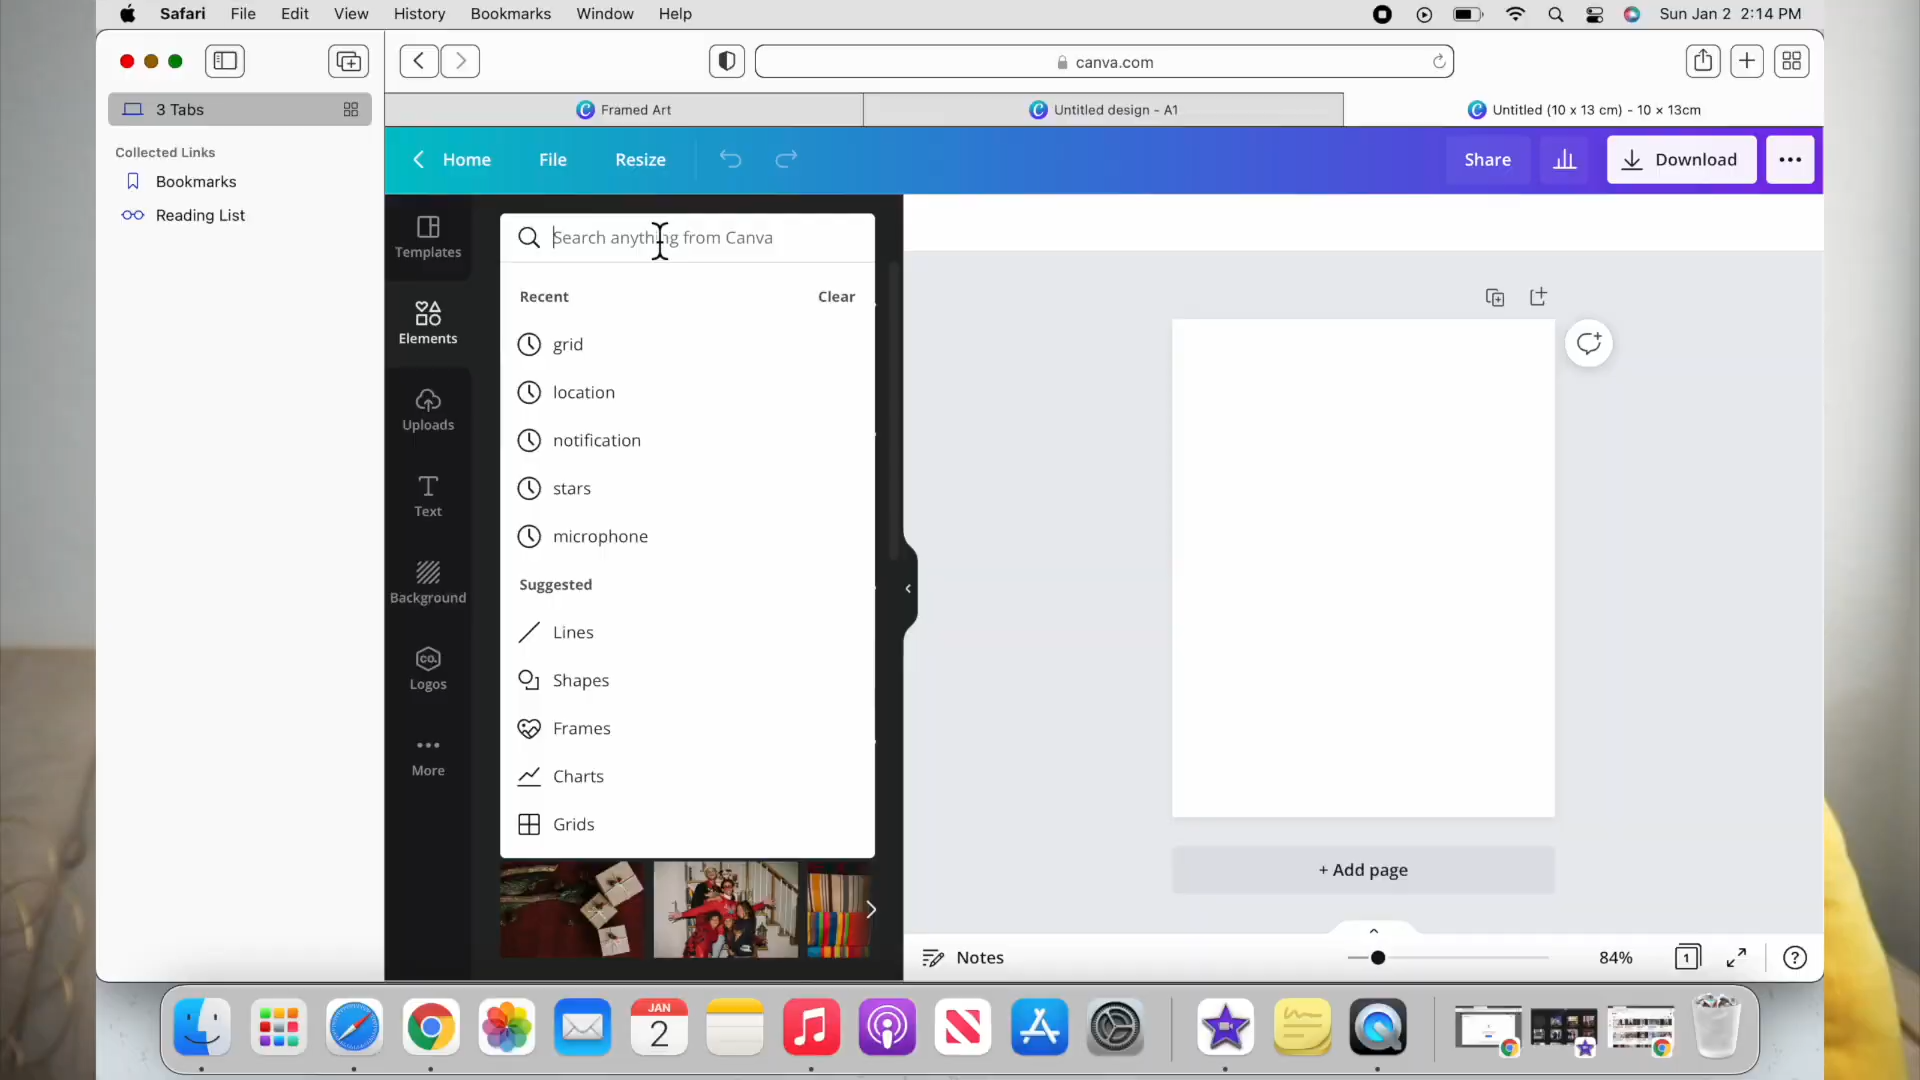 Safari File Edit View History Bookmarks Window Help Sun Jan 2 2:14 PM
canva.com
3 Tabs
Framed Art
Untitled design - A1
Untitled (10 x 13 cm) - 10 × 13cm
Collected Links
Bookmarks
Reading List
Home File Resize Share Download
Templates
Elements
Uploads
Text
Background
CO.
Logos
More
Search anything from Canva
Recent Clear
grid
location
notification
stars
microphone
Suggested
Lines
Shapes
Frames
Charts
Grids
+ Add page
Notes 84% 1 ?
JAN
2